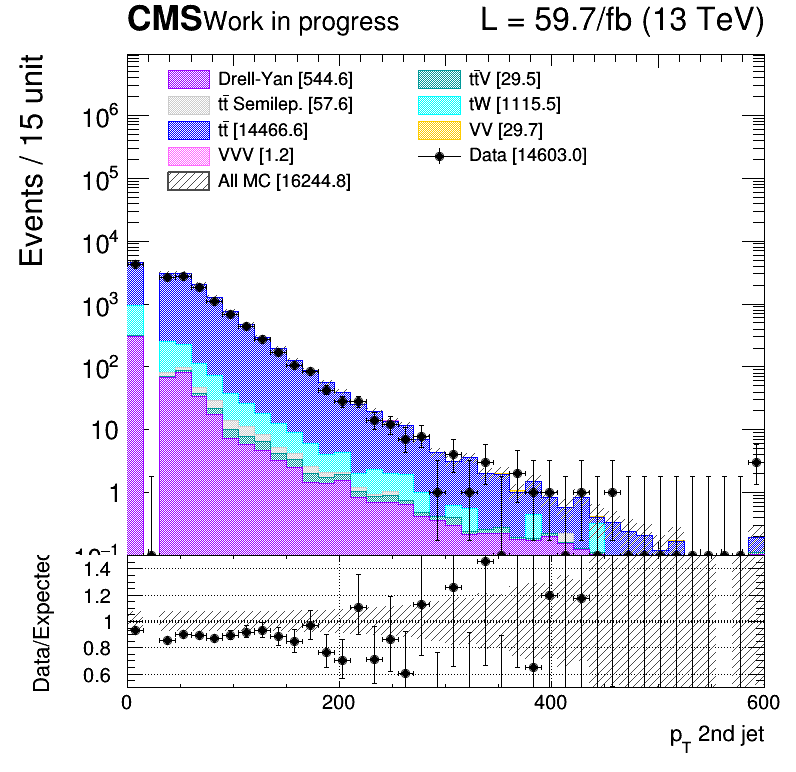 CMS Work in progress L = 59.7/fb (13 TeV)
Events / 15 unit
Drell-Yan [544.6]
tt̄ Semilep. [57.6]
tt̄ [14466.6]
VVV [1.2]
All MC [16244.8]
tt̄V [29.5]
tW [1115.5]
VV [29.7]
Data [14603.0]
10⁶
10⁵
10⁴
10³
10²
10
1
10⁻¹
Data/Expected
1.4
1.2
1
0.8
0.6
0 200 400 600
p_T 2nd jet